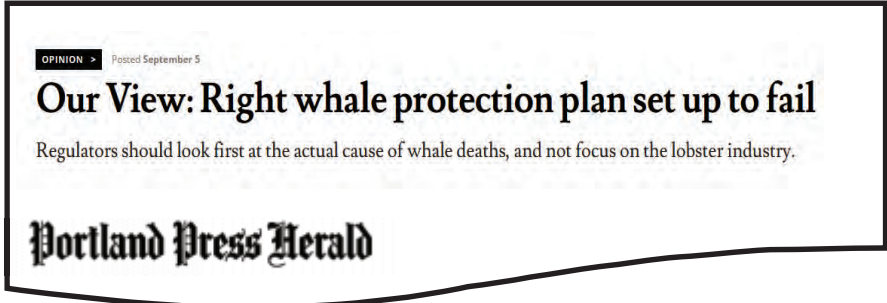 OPINION > Posted September 5
Our View: Right whale protection plan set up to fail
Regulators should look first at the actual cause of whale deaths, and not focus on the lobster industry.
Portland Press Herald